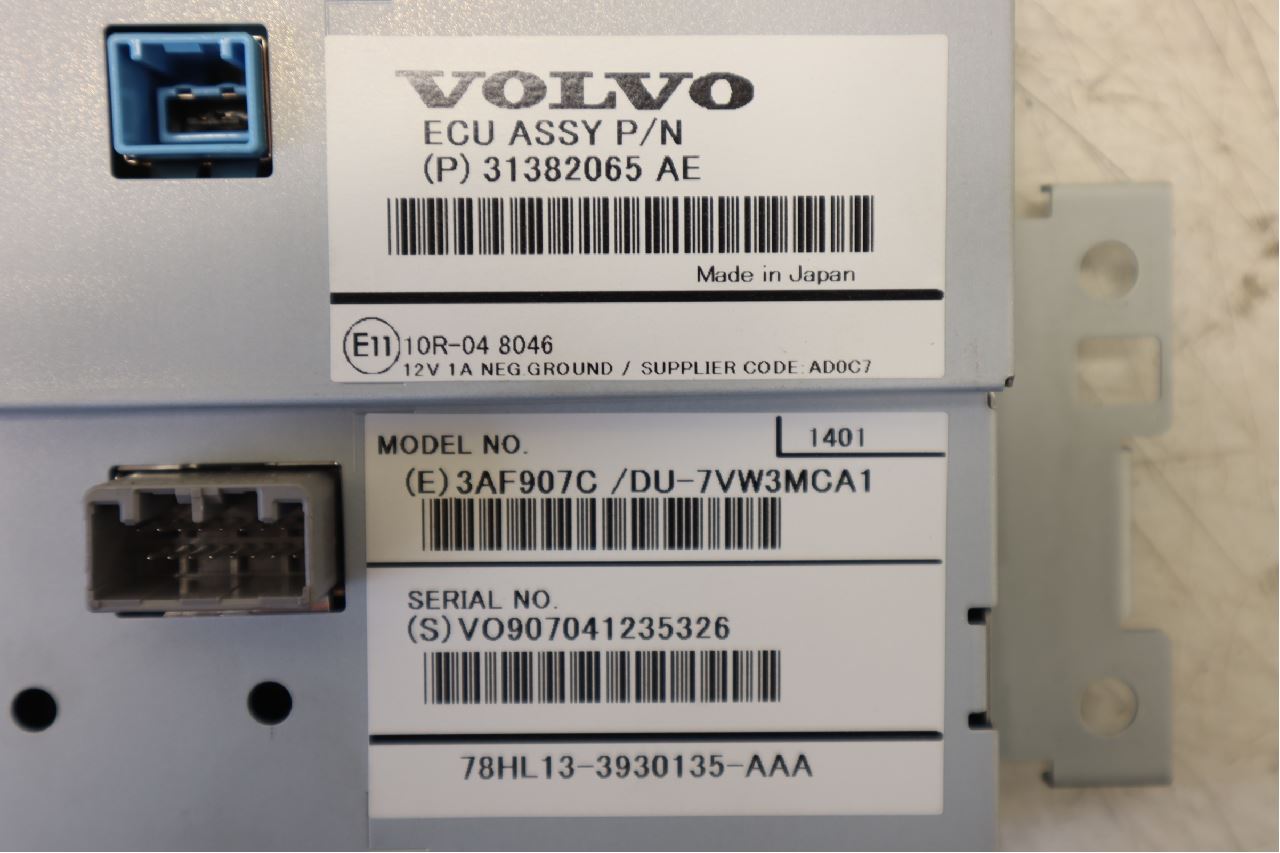 VOLVO
ECU ASSY P/N
(P) 31382065 AE
Made in Japan
E11 10R-04 8046
12V 1A NEG GROUND / SUPPLIER CODE: AD0C7
MODEL NO. 1401
(E)3AF907C /DU-7VW3MCA1
SERIAL NO.
(S)VO907041235326
78HL13-3930135-AAA